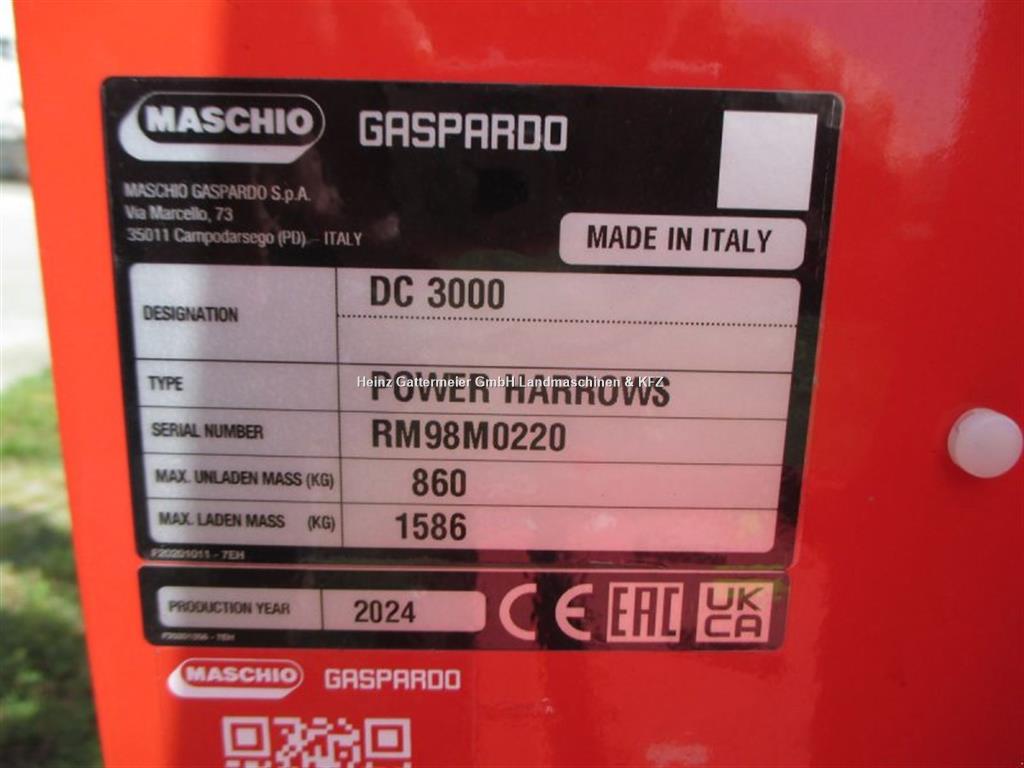 MASCHIO GASPARDO
MASCHIO GASPARDO S.p.A.
Via Marcello, 73
35011 Campodarsego (PD) - ITALY
MADE IN ITALY
DESIGNATION DC 3000
TYPE POWER HARROWS
Heinz Gattermeier GmbH Landmaschinen & KFZ
SERIAL NUMBER RM98M0220
MAX. UNLADEN MASS (KG) 860
MAX. LADEN MASS (KG) 1586
F20201011 - 7EH
PRODUCTION YEAR 2024 CE EAC UK CA
MASCHIO GASPARDO